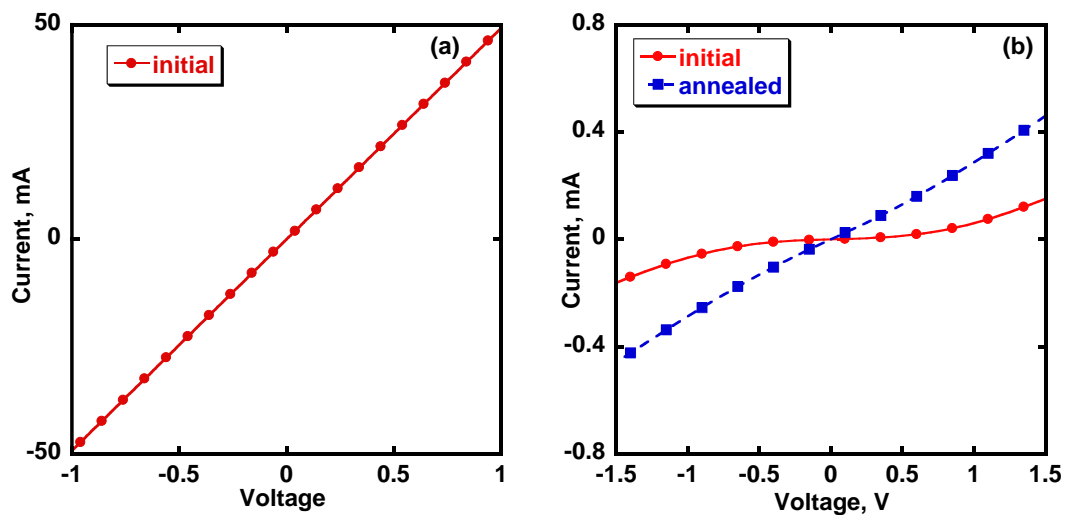 (a)
initial
50
0
-50
Current, mA
-1
-0.5
0
0.5
1
Voltage
(b)
initial
annealed
0.8
0.4
0
-0.4
-0.8
Current, mA
-1.5
-1
-0.5
0
0.5
1
1.5
Voltage, V